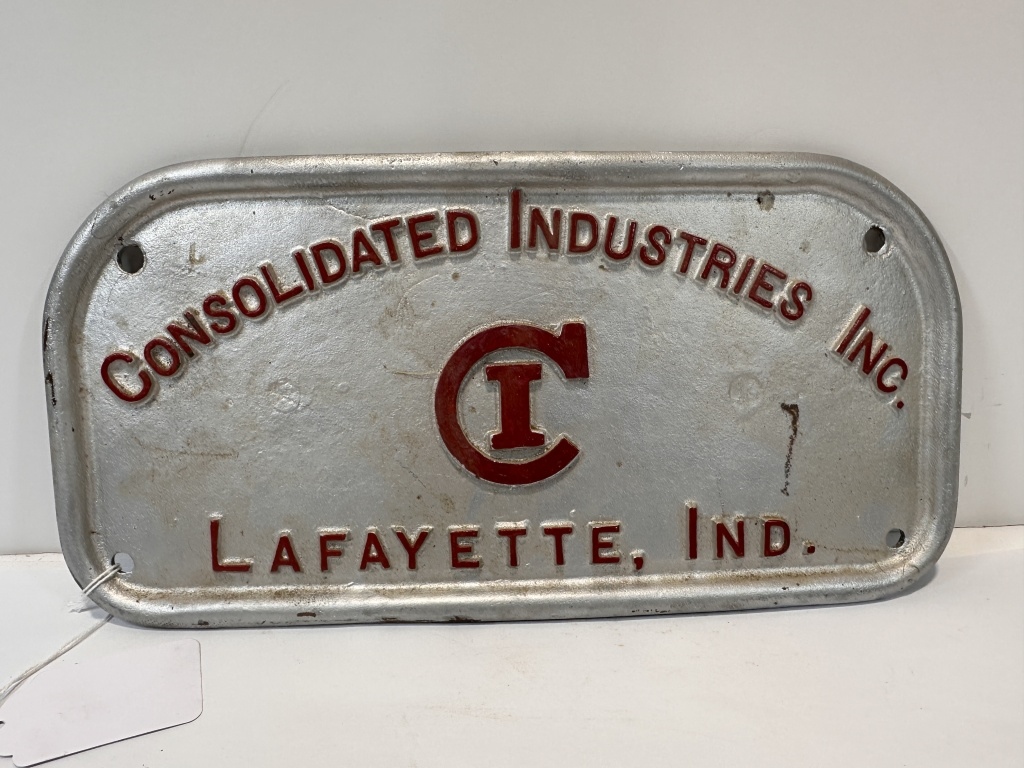 Consolidated Industries Inc.
CI
Lafayette, Ind.